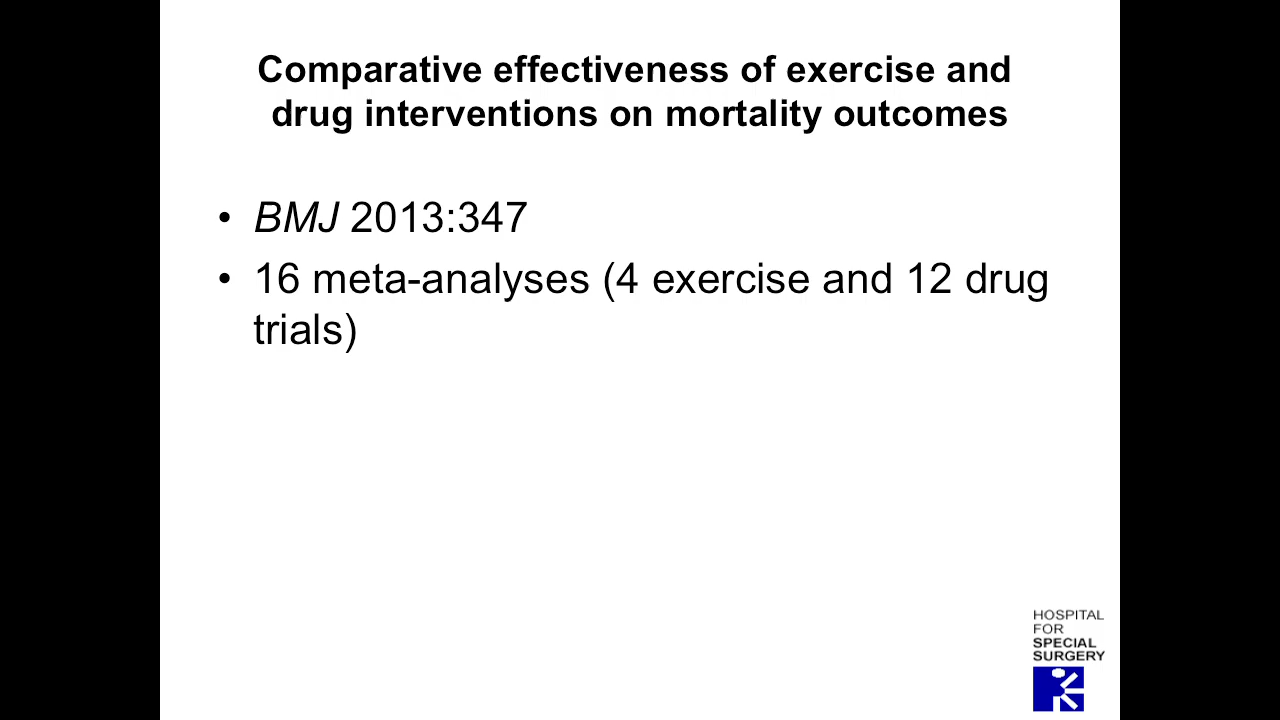 Comparative effectiveness of exercise and
drug interventions on mortality outcomes
• BMJ 2013:347
• 16 meta-analyses (4 exercise and 12 drug
trials)
HOSPITAL
FOR
SPECIAL
SURGERY